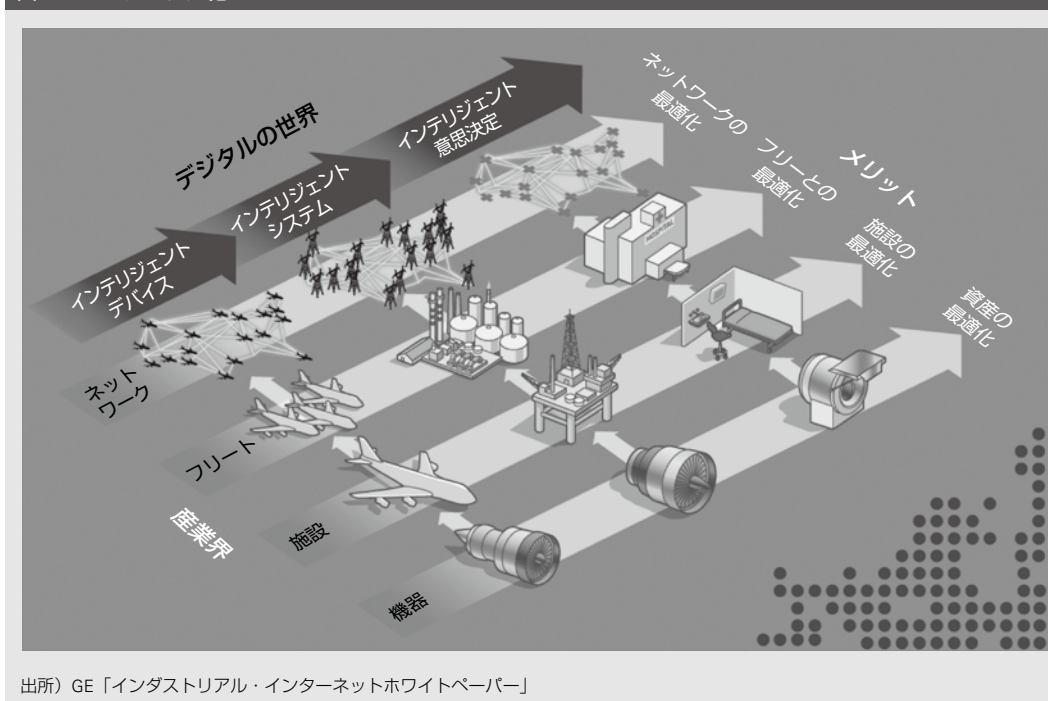 デジタルの世界
インテリジェント
デバイス
インテリジェント
システム
インテリジェント
意思決定
ネットワークの
最適化
フリーとの
最適化
メリット
施設の
最適化
資産の
最適化
HOSPITAL
ネット
ワーク
フリート
産業界
施設
機器
出所）GE「インダストリアル・インターネットホワイトペーパー」